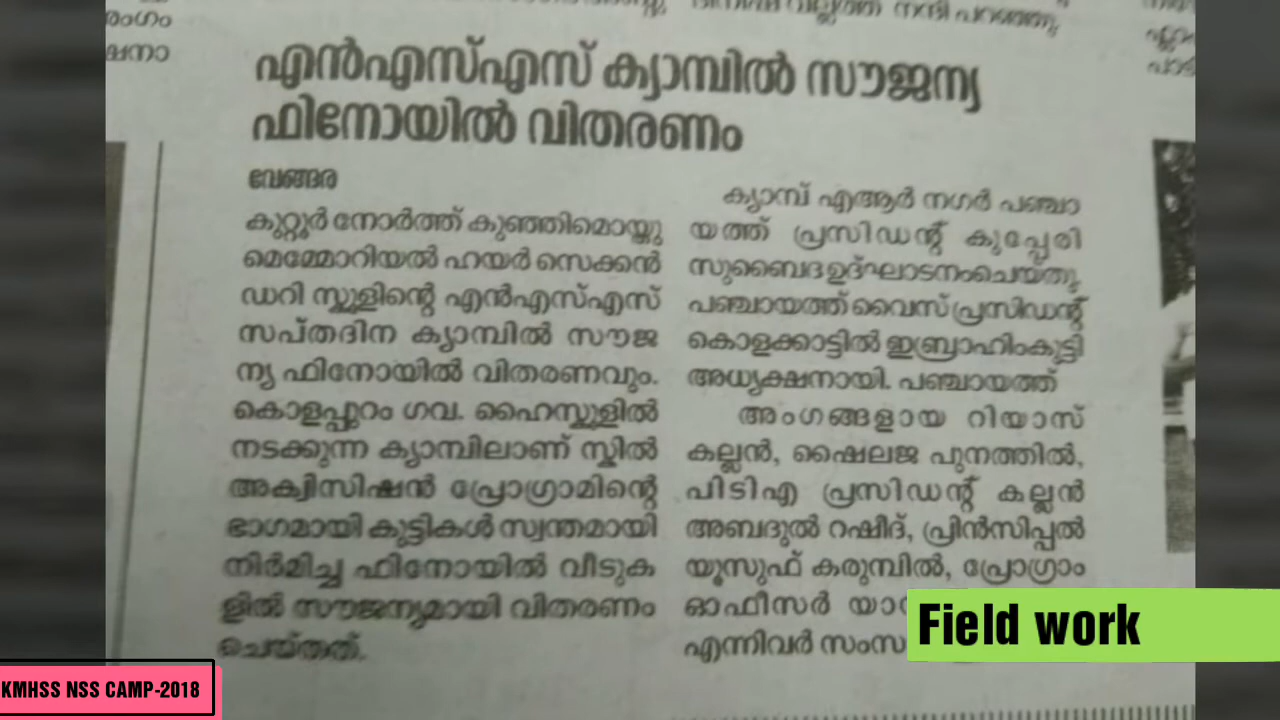 രംഗം
ഷനാ
നന്ദി പറഞ്ഞു
എൻഎസ്എസ് ക്യാമ്പിൽ സൗജന്യ
ഫിനോയിൽ വിതരണം
വേങ്ങര
കുറ്റൂർ നോർത്ത് കുഞ്ഞിമൊയ്തു
മെമ്മോറിയൽ ഹയർ സെക്കൻ
ഡറി സ്കൂളിന്റെ എൻഎസ്എസ്
സപ്തദിന ക്യാമ്പിൽ സൗജ
ന്യ ഫിനോയിൽ വിതരണവും.
കൊളപ്പുറം ഗവ. ഹൈസ്കൂളിൽ
നടക്കുന്ന ക്യാമ്പിലാണ് സ്കിൽ
അക്വിസിഷൻ പ്രോഗ്രാമിന്റെ
ഭാഗമായി കുട്ടികൾ സ്വന്തമായി
നിർമിച്ച ഫിനോയിൽ വീടുക
ളിൽ സൗജന്യമായി വിതരണം
ചെയ്തത്.
ക്യാമ്പ് എആർ നഗർ പഞ്ചാ
യത്ത് പ്രസിഡന്റ് കുപ്പേരി
സുബൈദ ഉദ്ഘാടനംചെയ്തു.
പഞ്ചായത്ത് വൈസ് പ്രസിഡന്റ്
കൊളക്കാട്ടിൽ ഇബ്രാഹിംകുട്ടി
അധ്യക്ഷനായി. പഞ്ചായത്ത്
അംഗങ്ങളായ റിയാസ്
കല്ലൻ, ഷൈലജ പുനത്തിൽ,
പിടിഎ പ്രസിഡന്റ് കല്ലൻ
അബദുൽ റഷീദ്, പ്രിൻസിപ്പൽ
യൂസുഫ് കരുമ്പിൽ, പ്രോഗ്രാം
ഓഫീസർ
എന്നിവർ
Field work
KMHSS NSS CAMP-2018